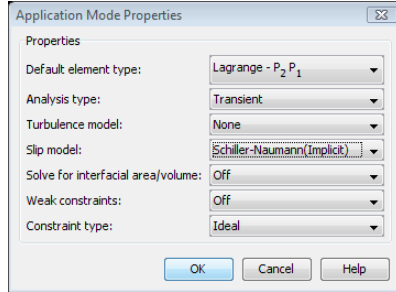 Application Mode Properties
Properties
Default element type: Lagrange - P2 P1
Analysis type: Transient
Turbulence model: None
Slip model: Schiller-Naumann(Implicit)
Solve for interfacial area/volume: Off
Weak constraints: Off
Constraint type: Ideal
OK Cancel Help